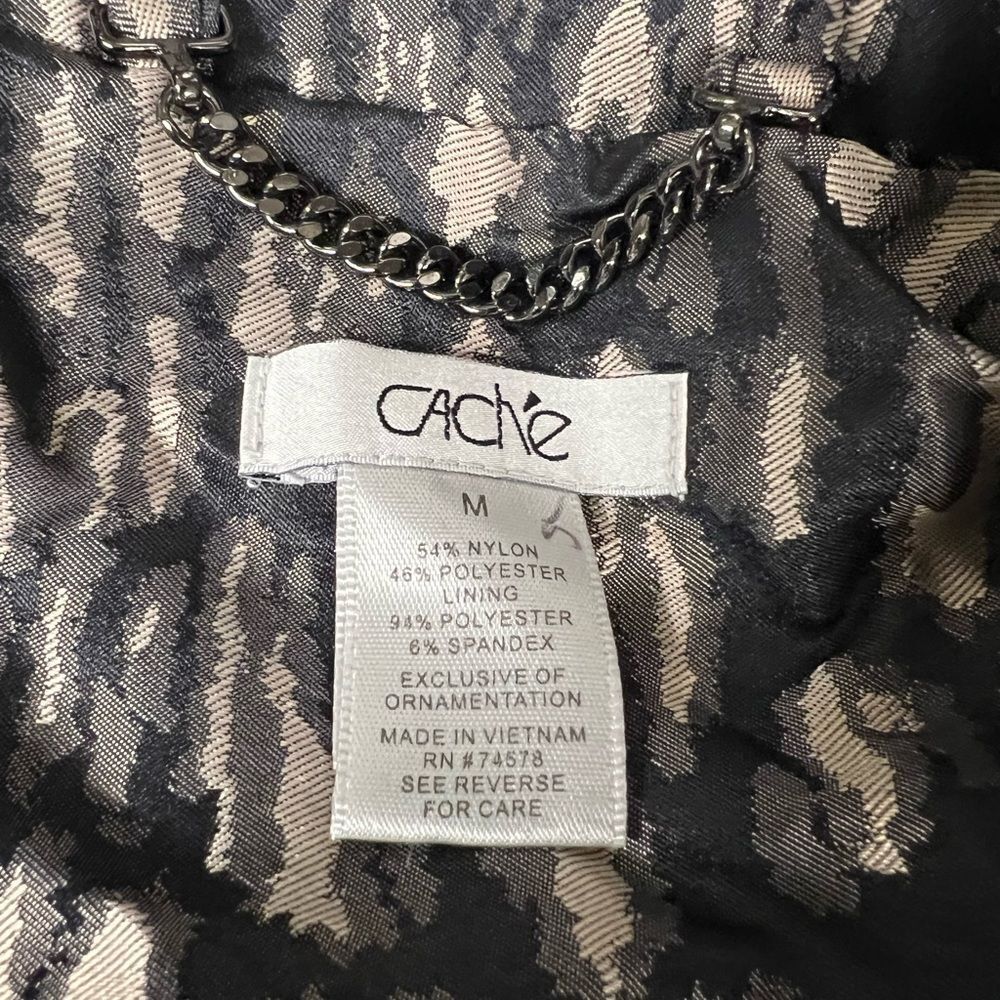 CACHé
M
54% NYLON
46% POLYESTER
LINING
94% POLYESTER
6% SPANDEX
EXCLUSIVE OF
ORNAMENTATION
MADE IN VIETNAM
RN #74678
SEE REVERSE
FOR CARE